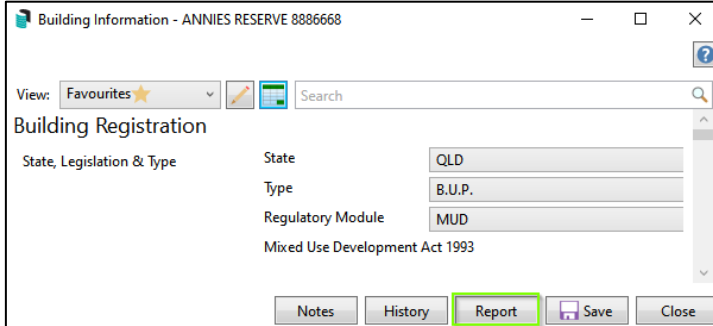 Building Information - ANNIES RESERVE 8886668
View: Favourites Search
Building Registration
State, Legislation & Type State QLD
Type B.U.P.
Regulatory Module MUD
Mixed Use Development Act 1993
Notes History Report Save Close